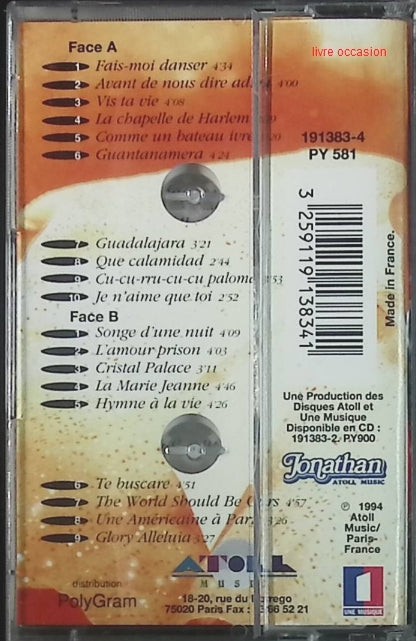 livre occasion
Face A
1 Fais-moi danser 4'34
2 Avant de nous dire ad 4'00
3 Vis ta vie 4'08
4 La chapelle de Harlem
5 Comme un bateau ivre
6 Guantanamera 4'24
191383-4
PY 581
Guadalajara 3'21
8 Que calamidad 2'44
9 Cu-cu-rru-cu-cu paloma 3'53
10 Je n'aime que toi 2'52
Face B
1 Songe d'une nuit 4'09
2 L'amour prison 4'03
3 Cristal Palace 3'11
4 La Marie Jeanne 4'46
5 Hymne à la vie 4'26
3 259119 138341
Made in France.
Une Production des
Disques Atoll et
Une Musique
Disponible en CD :
191383-2. P.Y900
6 Te buscare 4'51
7 The World Should Be Ours 4'57
8 Une Américaine à Par 3'26
9 Glory Alleluia 3'27
Jonathan
ATOLL MUSIC
℗ 1994
Atoll
Music/
Paris-
France
distribution
PolyGram
ATOLL
MUSIC
18-20, rue du
75020 Paris Fax : 66 52 21
1
UNE MUSIQUE